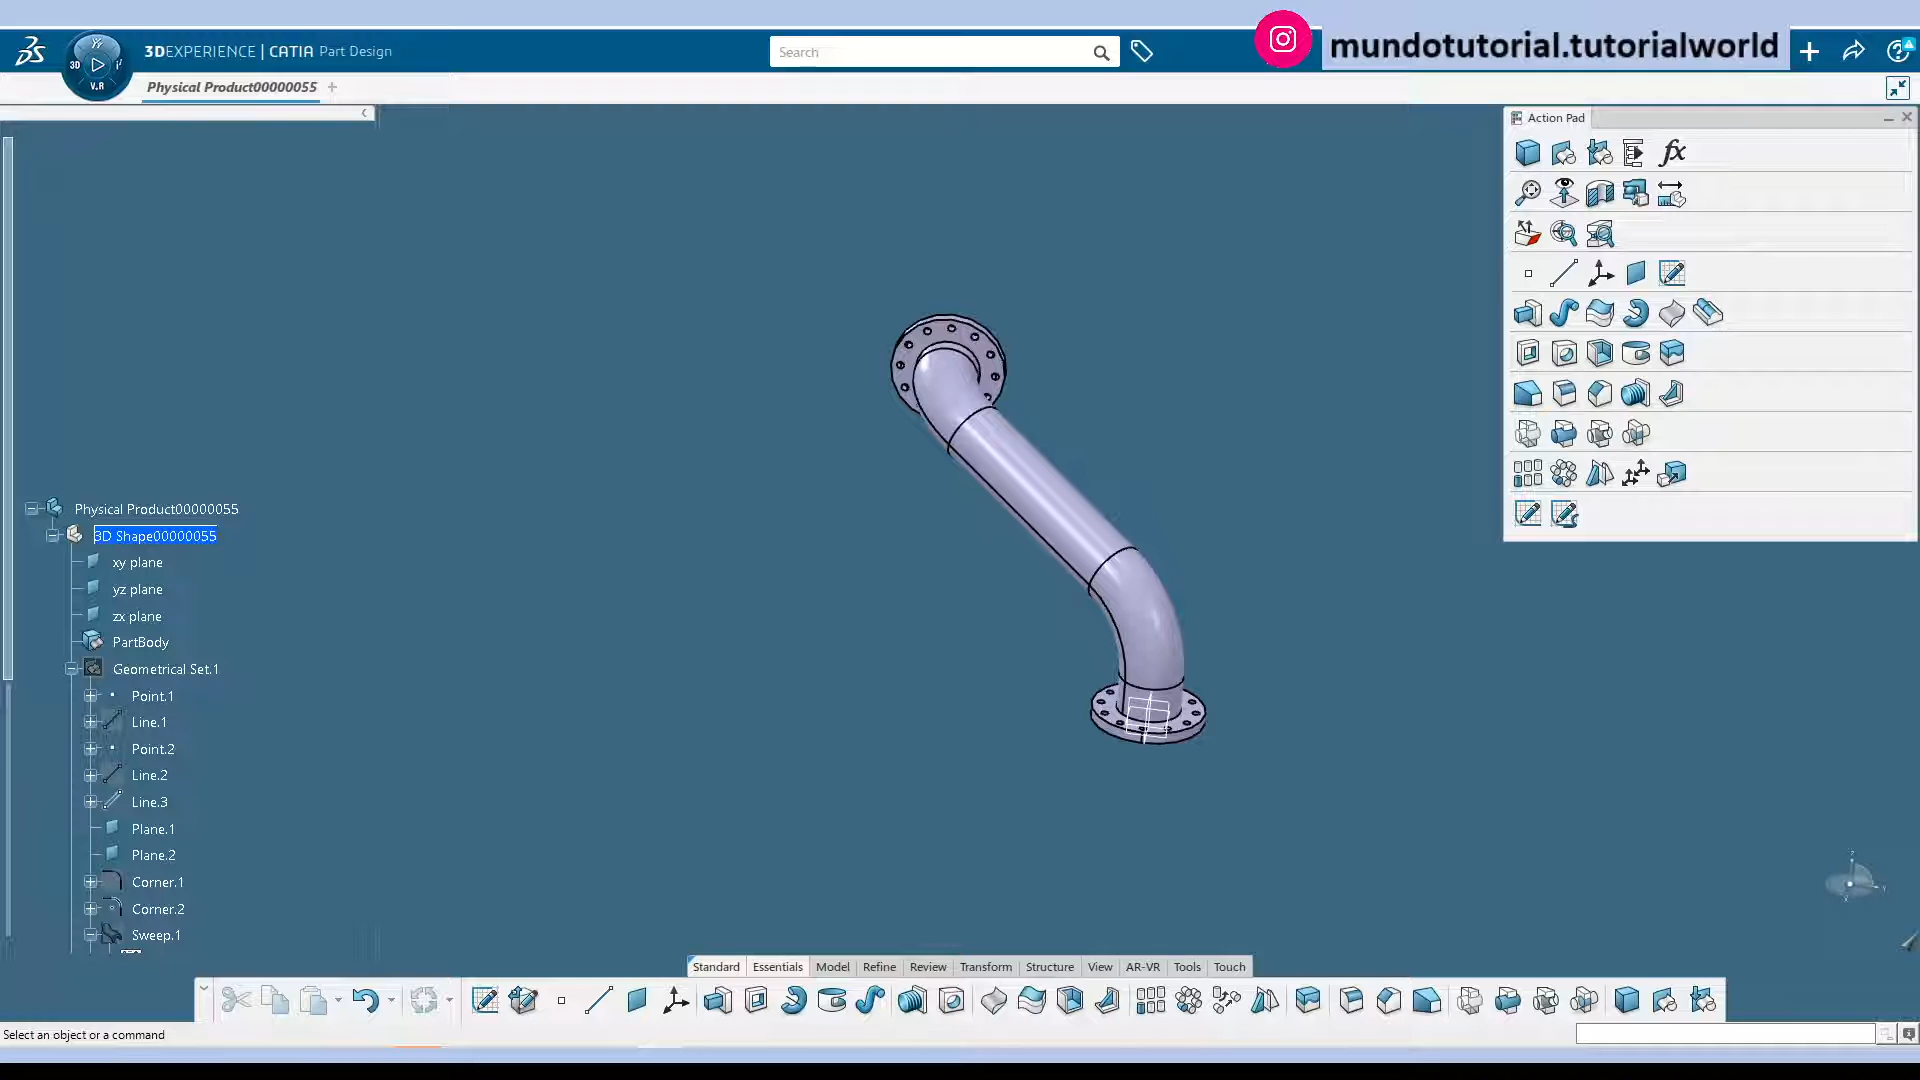 3DEXPERIENCE | CATIA Part Design
Search
mundotutorial.tutorialworld
3D
V.R
Physical Product00000055
Action Pad
fx
Physical Product00000055
3D Shape00000055
xy plane
yz plane
zx plane
PartBody
Geometrical Set.1
Point.1
Line.1
Point.2
Line.2
Line.3
Plane.1
Plane.2
Corner.1
Corner.2
Sweep.1
Standard Essentials Model Refine Review Transform Structure View AR-VR Tools Touch
Select an object or a command